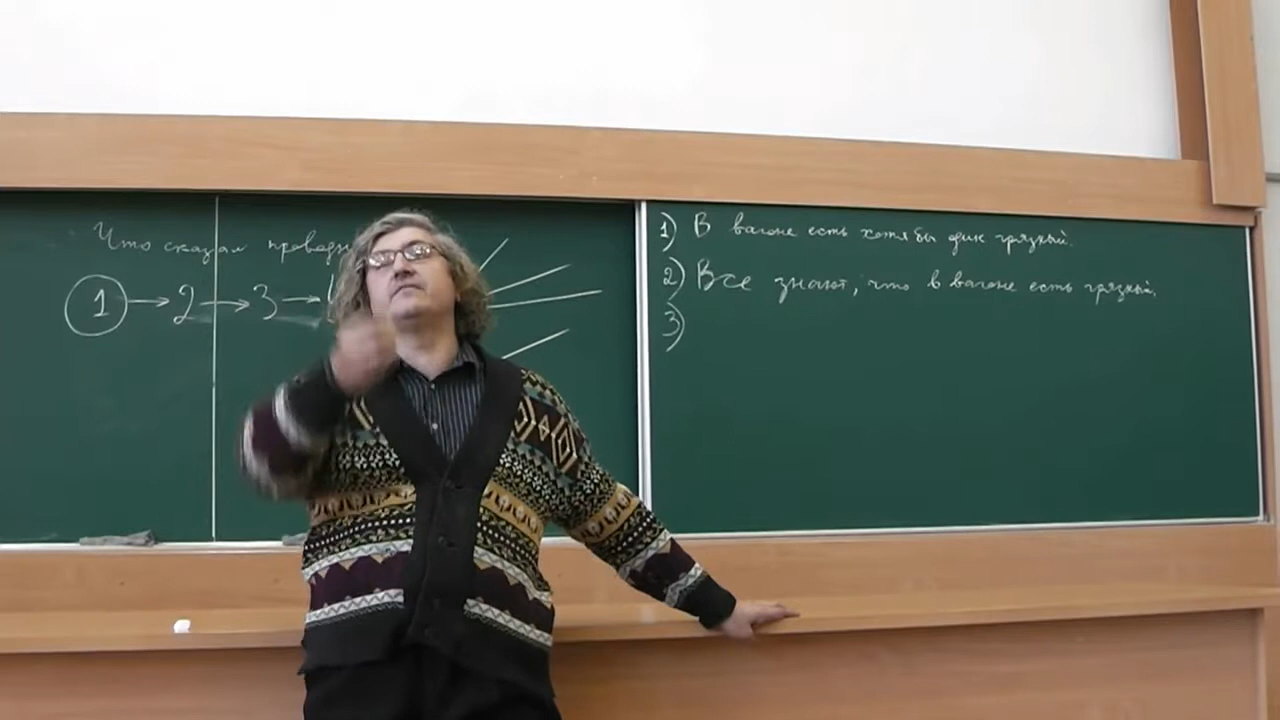 Что сказал проводн
1 → 2 → 3 →
1) В вагоне есть хотя бы один грязный.
2) Все знают, что в вагоне есть грязный.
3)